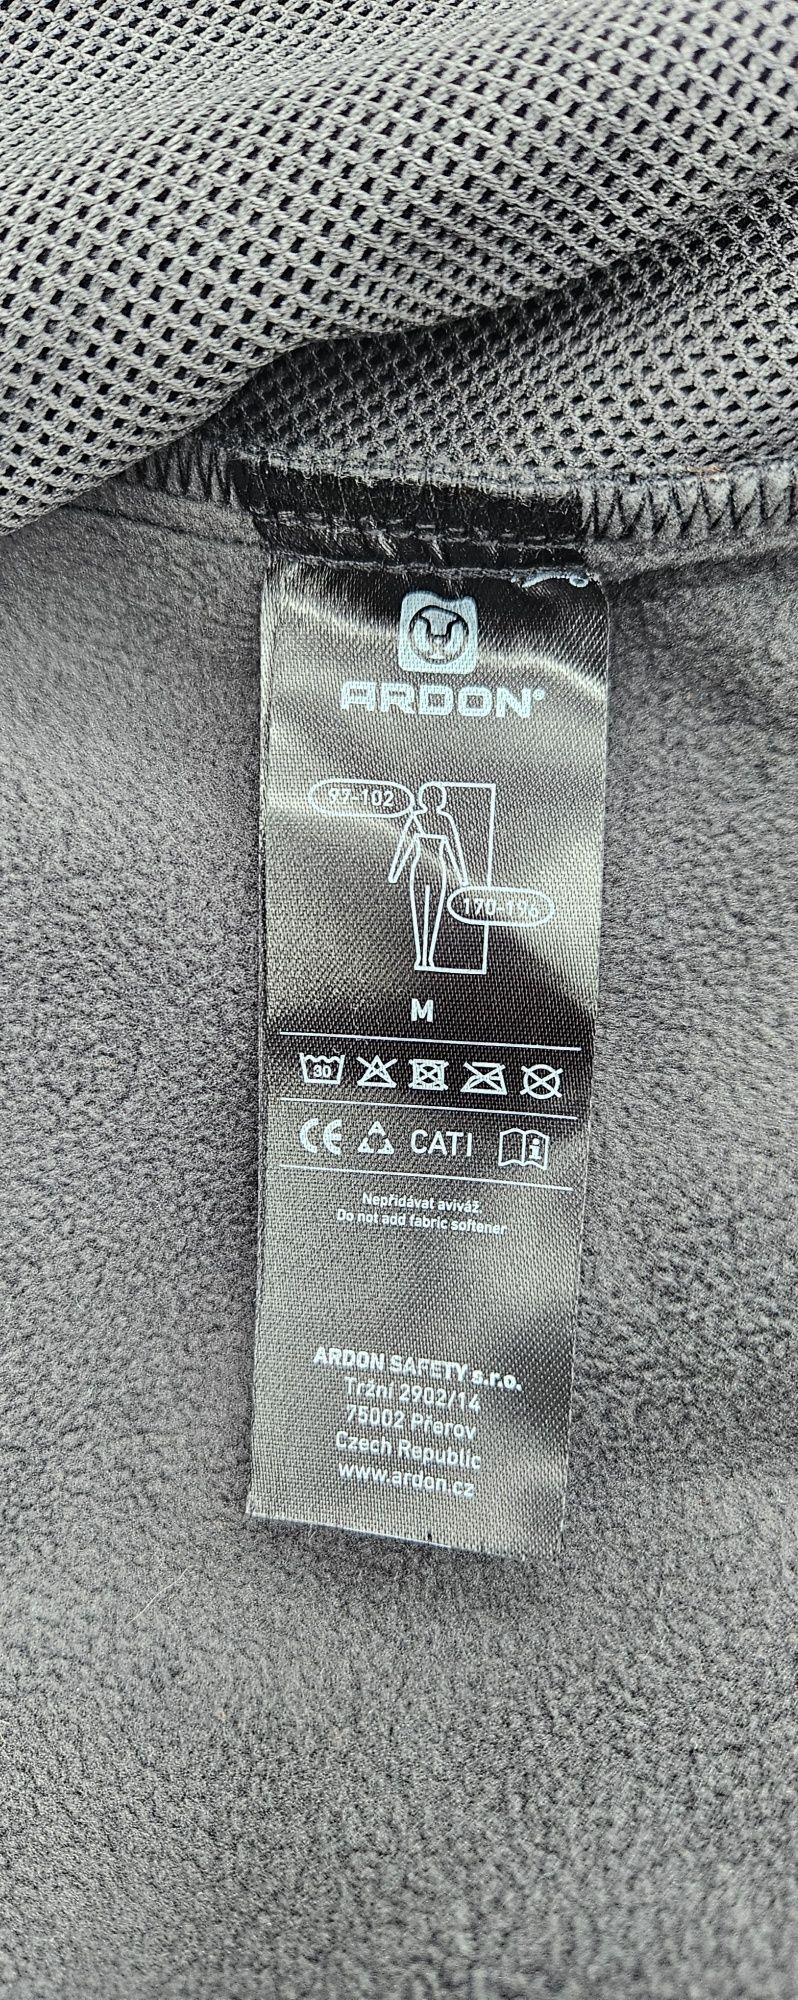 ARDON®
97-102
170-196
M
30
CE CAT I
Nepřidávat aviváž.
Do not add fabric softener
ARDON SAFETY s.r.o.
Tržní 2902/14
75002 Přerov
Czech Republic
www.ardon.cz